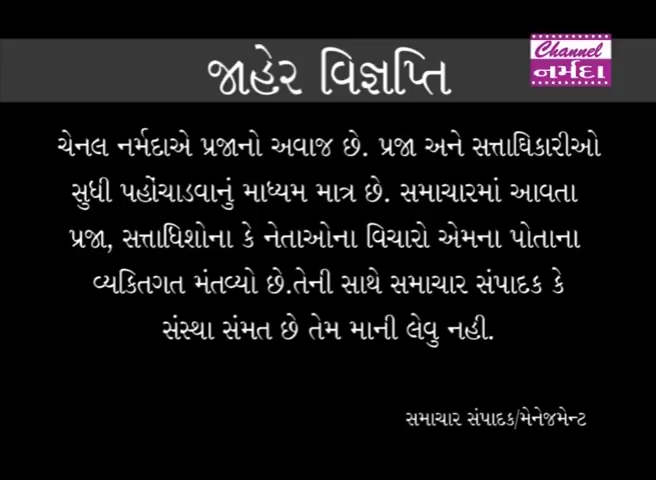 Channel
નર્મદા
જાહેર વિજ્ઞપ્તિ
ચેનલ નર્મદાએ પ્રજાનો અવાજ છે. પ્રજા અને સત્તાધિકારીઓ
સુધી પહોંચાડવાનું માધ્યમ માત્ર છે. સમાચારમાં આવતા
પ્રજા, સત્તાધિશોના કે નેતાઓના વિચારો એમના પોતાના
વ્યકિતગત મંતવ્યો છે.તેની સાથે સમાચાર સંપાદક કે
સંસ્થા સંમત છે તેમ માની લેવુ નહી.
સમાચાર સંપાદક/મેનેજમેન્ટ